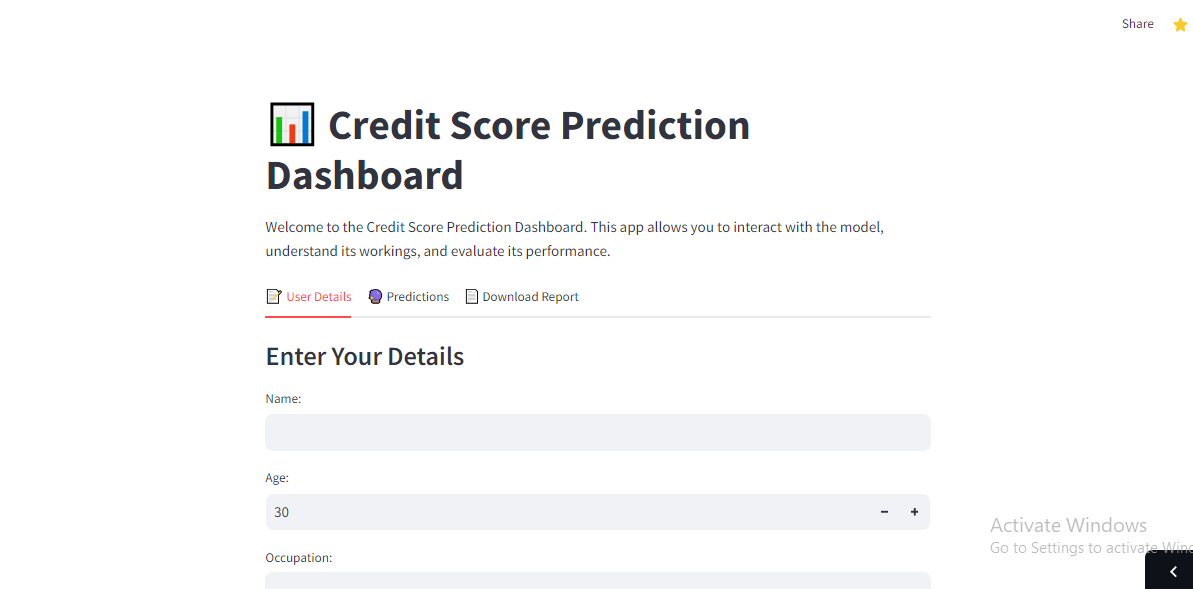 Share
Credit Score Prediction
Dashboard
Welcome to the Credit Score Prediction Dashboard. This app allows you to interact with the model,
understand its workings, and evaluate its performance.
User Details Predictions Download Report
Enter Your Details
Name:
Age:
30
Occupation:
Activate Windows
Go to Settings to activate